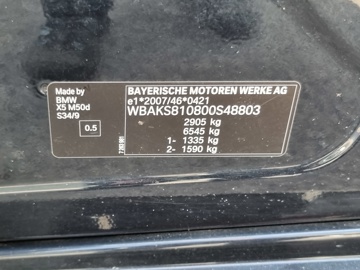 Made by
BMW
X5 M50d
S34/9
0.5
BAYERISCHE MOTOREN WERKE AG
e1*2007/46*0421
WBAKS810800S48803
2905 kg
6545 kg
1- 1335 kg
2- 1590 kg